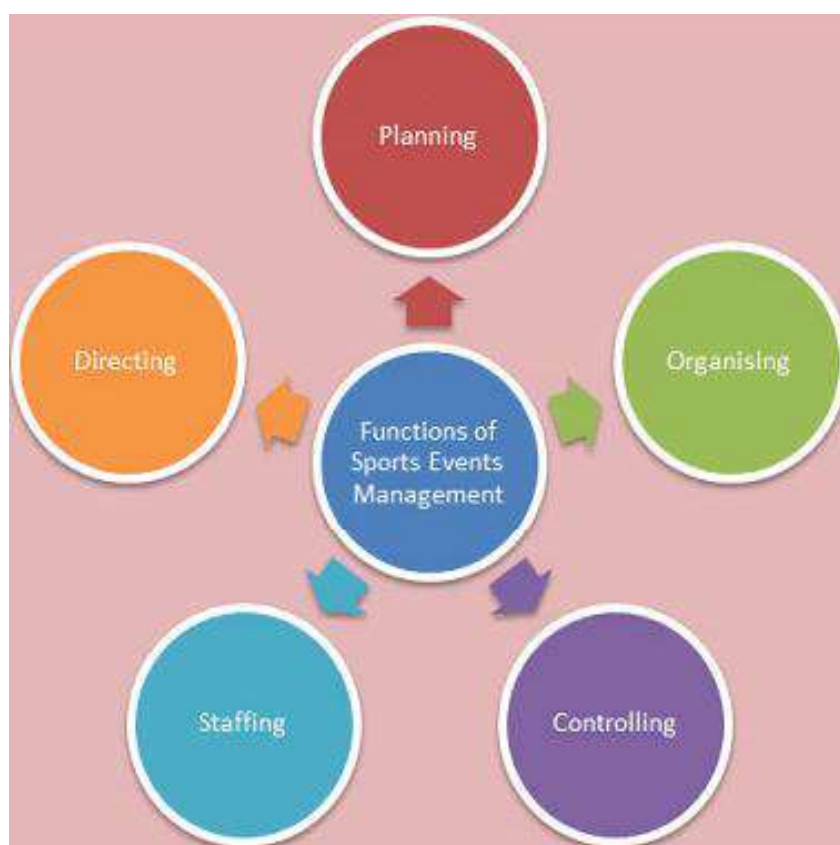 Planning
Directing
Organising
Functions of
Sports Events
Management
Staffing
Controlling